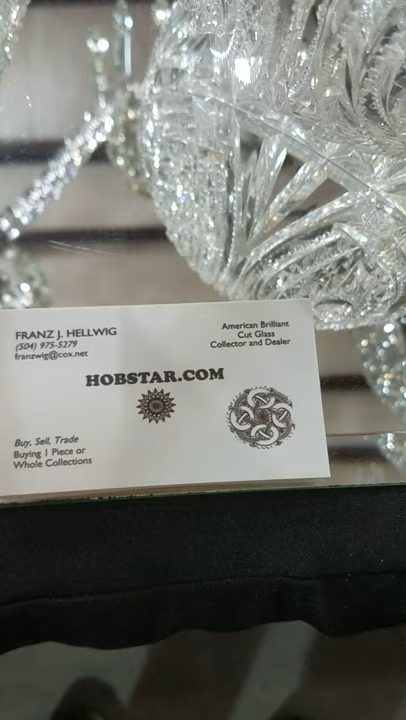 FRANZ J. HELLWIG
(504) 975-5279
franzwig@cox.net
American Brilliant
Cut Glass
Collector and Dealer
HOBSTAR.COM
Buy, Sell, Trade
Buying 1 Piece or
Whole Collections